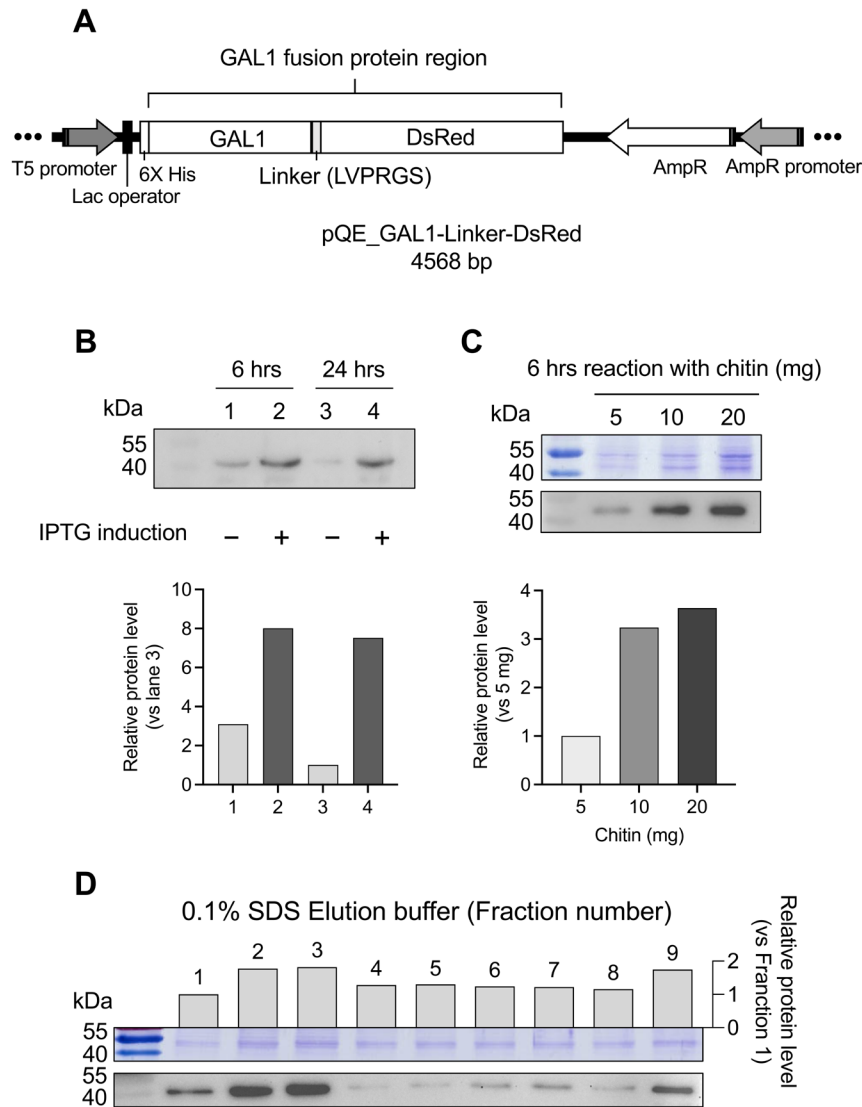 A
GAL1 fusion protein region
GAL1
DsRed
T5 promoter
6X His
Lac operator
Linker (LVPRGS)
AmpR
AmpR promoter
pQE_GAL1-Linker-DsRed
4568 bp
B
6 hrs 24 hrs
kDa 1 2 3 4
55
40
IPTG induction − + − +
10
8
6
4
2
0
Relative protein level
(vs lane 3)
1 2 3 4
C
6 hrs reaction with chitin (mg)
kDa 5 10 20
55
40
55
40
4
3
2
1
0
Relative protein level
(vs 5 mg)
5 10 20
Chitin (mg)
D
0.1% SDS Elution buffer (Fraction number)
1 2 3 4 5 6 7 8 9
2
1
0
Relative protein level
(vs Franction 1)
kDa
55
40
55
40